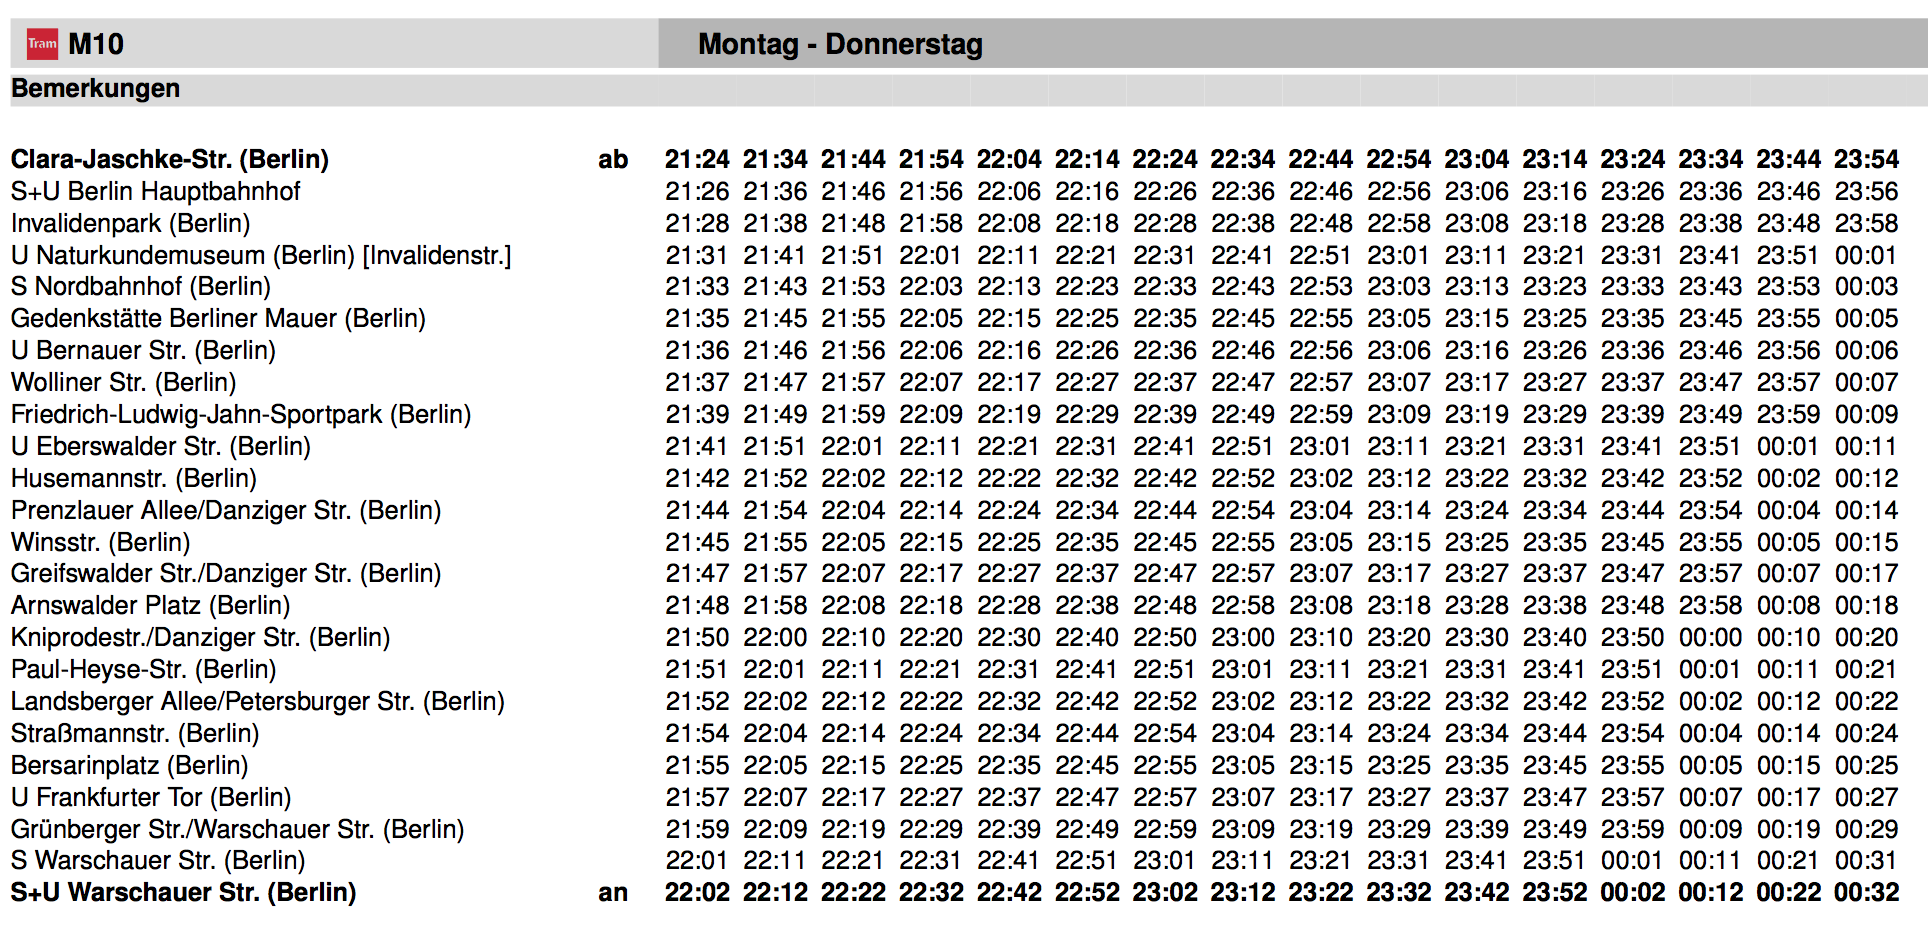 Tram M10 Montag - Donnerstag
Bemerkungen
Clara-Jaschke-Str. (Berlin) ab 21:24 21:34 21:44 21:54 22:04 22:14 22:24 22:34 22:44 22:54 23:04 23:14 23:24 23:34 23:44 23:54
S+U Berlin Hauptbahnhof 21:26 21:36 21:46 21:56 22:06 22:16 22:26 22:36 22:46 22:56 23:06 23:16 23:26 23:36 23:46 23:56
Invalidenpark (Berlin) 21:28 21:38 21:48 21:58 22:08 22:18 22:28 22:38 22:48 22:58 23:08 23:18 23:28 23:38 23:48 23:58
U Naturkundemuseum (Berlin) [Invalidenstr.] 21:31 21:41 21:51 22:01 22:11 22:21 22:31 22:41 22:51 23:01 23:11 23:21 23:31 23:41 23:51 00:01
S Nordbahnhof (Berlin) 21:33 21:43 21:53 22:03 22:13 22:23 22:33 22:43 22:53 23:03 23:13 23:23 23:33 23:43 23:53 00:03
Gedenkstätte Berliner Mauer (Berlin) 21:35 21:45 21:55 22:05 22:15 22:25 22:35 22:45 22:55 23:05 23:15 23:25 23:35 23:45 23:55 00:05
U Bernauer Str. (Berlin) 21:36 21:46 21:56 22:06 22:16 22:26 22:36 22:46 22:56 23:06 23:16 23:26 23:36 23:46 23:56 00:06
Wolliner Str. (Berlin) 21:37 21:47 21:57 22:07 22:17 22:27 22:37 22:47 22:57 23:07 23:17 23:27 23:37 23:47 23:57 00:07
Friedrich-Ludwig-Jahn-Sportpark (Berlin) 21:39 21:49 21:59 22:09 22:19 22:29 22:39 22:49 22:59 23:09 23:19 23:29 23:39 23:49 23:59 00:09
U Eberswalder Str. (Berlin) 21:41 21:51 22:01 22:11 22:21 22:31 22:41 22:51 23:01 23:11 23:21 23:31 23:41 23:51 00:01 00:11
Husemannstr. (Berlin) 21:42 21:52 22:02 22:12 22:22 22:32 22:42 22:52 23:02 23:12 23:22 23:32 23:42 23:52 00:02 00:12
Prenzlauer Allee/Danziger Str. (Berlin) 21:44 21:54 22:04 22:14 22:24 22:34 22:44 22:54 23:04 23:14 23:24 23:34 23:44 23:54 00:04 00:14
Winsstr. (Berlin) 21:45 21:55 22:05 22:15 22:25 22:35 22:45 22:55 23:05 23:15 23:25 23:35 23:45 23:55 00:05 00:15
Greifswalder Str./Danziger Str. (Berlin) 21:47 21:57 22:07 22:17 22:27 22:37 22:47 22:57 23:07 23:17 23:27 23:37 23:47 23:57 00:07 00:17
Arnswalder Platz (Berlin) 21:48 21:58 22:08 22:18 22:28 22:38 22:48 22:58 23:08 23:18 23:28 23:38 23:48 23:58 00:08 00:18
Kniprodestr./Danziger Str. (Berlin) 21:50 22:00 22:10 22:20 22:30 22:40 22:50 23:00 23:10 23:20 23:30 23:40 23:50 00:00 00:10 00:20
Paul-Heyse-Str. (Berlin) 21:51 22:01 22:11 22:21 22:31 22:41 22:51 23:01 23:11 23:21 23:31 23:41 23:51 00:01 00:11 00:21
Landsberger Allee/Petersburger Str. (Berlin) 21:52 22:02 22:12 22:22 22:32 22:42 22:52 23:02 23:12 23:22 23:32 23:42 23:52 00:02 00:12 00:22
Straßmannstr. (Berlin) 21:54 22:04 22:14 22:24 22:34 22:44 22:54 23:04 23:14 23:24 23:34 23:44 23:54 00:04 00:14 00:24
Bersarinplatz (Berlin) 21:55 22:05 22:15 22:25 22:35 22:45 22:55 23:05 23:15 23:25 23:35 23:45 23:55 00:05 00:15 00:25
U Frankfurter Tor (Berlin) 21:57 22:07 22:17 22:27 22:37 22:47 22:57 23:07 23:17 23:27 23:37 23:47 23:57 00:07 00:17 00:27
Grünberger Str./Warschauer Str. (Berlin) 21:59 22:09 22:19 22:29 22:39 22:49 22:59 23:09 23:19 23:29 23:39 23:49 23:59 00:09 00:19 00:29
S Warschauer Str. (Berlin) 22:01 22:11 22:21 22:31 22:41 22:51 23:01 23:11 23:21 23:31 23:41 23:51 00:01 00:11 00:21 00:31
S+U Warschauer Str. (Berlin) an 22:02 22:12 22:22 22:32 22:42 22:52 23:02 23:12 23:22 23:32 23:42 23:52 00:02 00:12 00:22 00:32